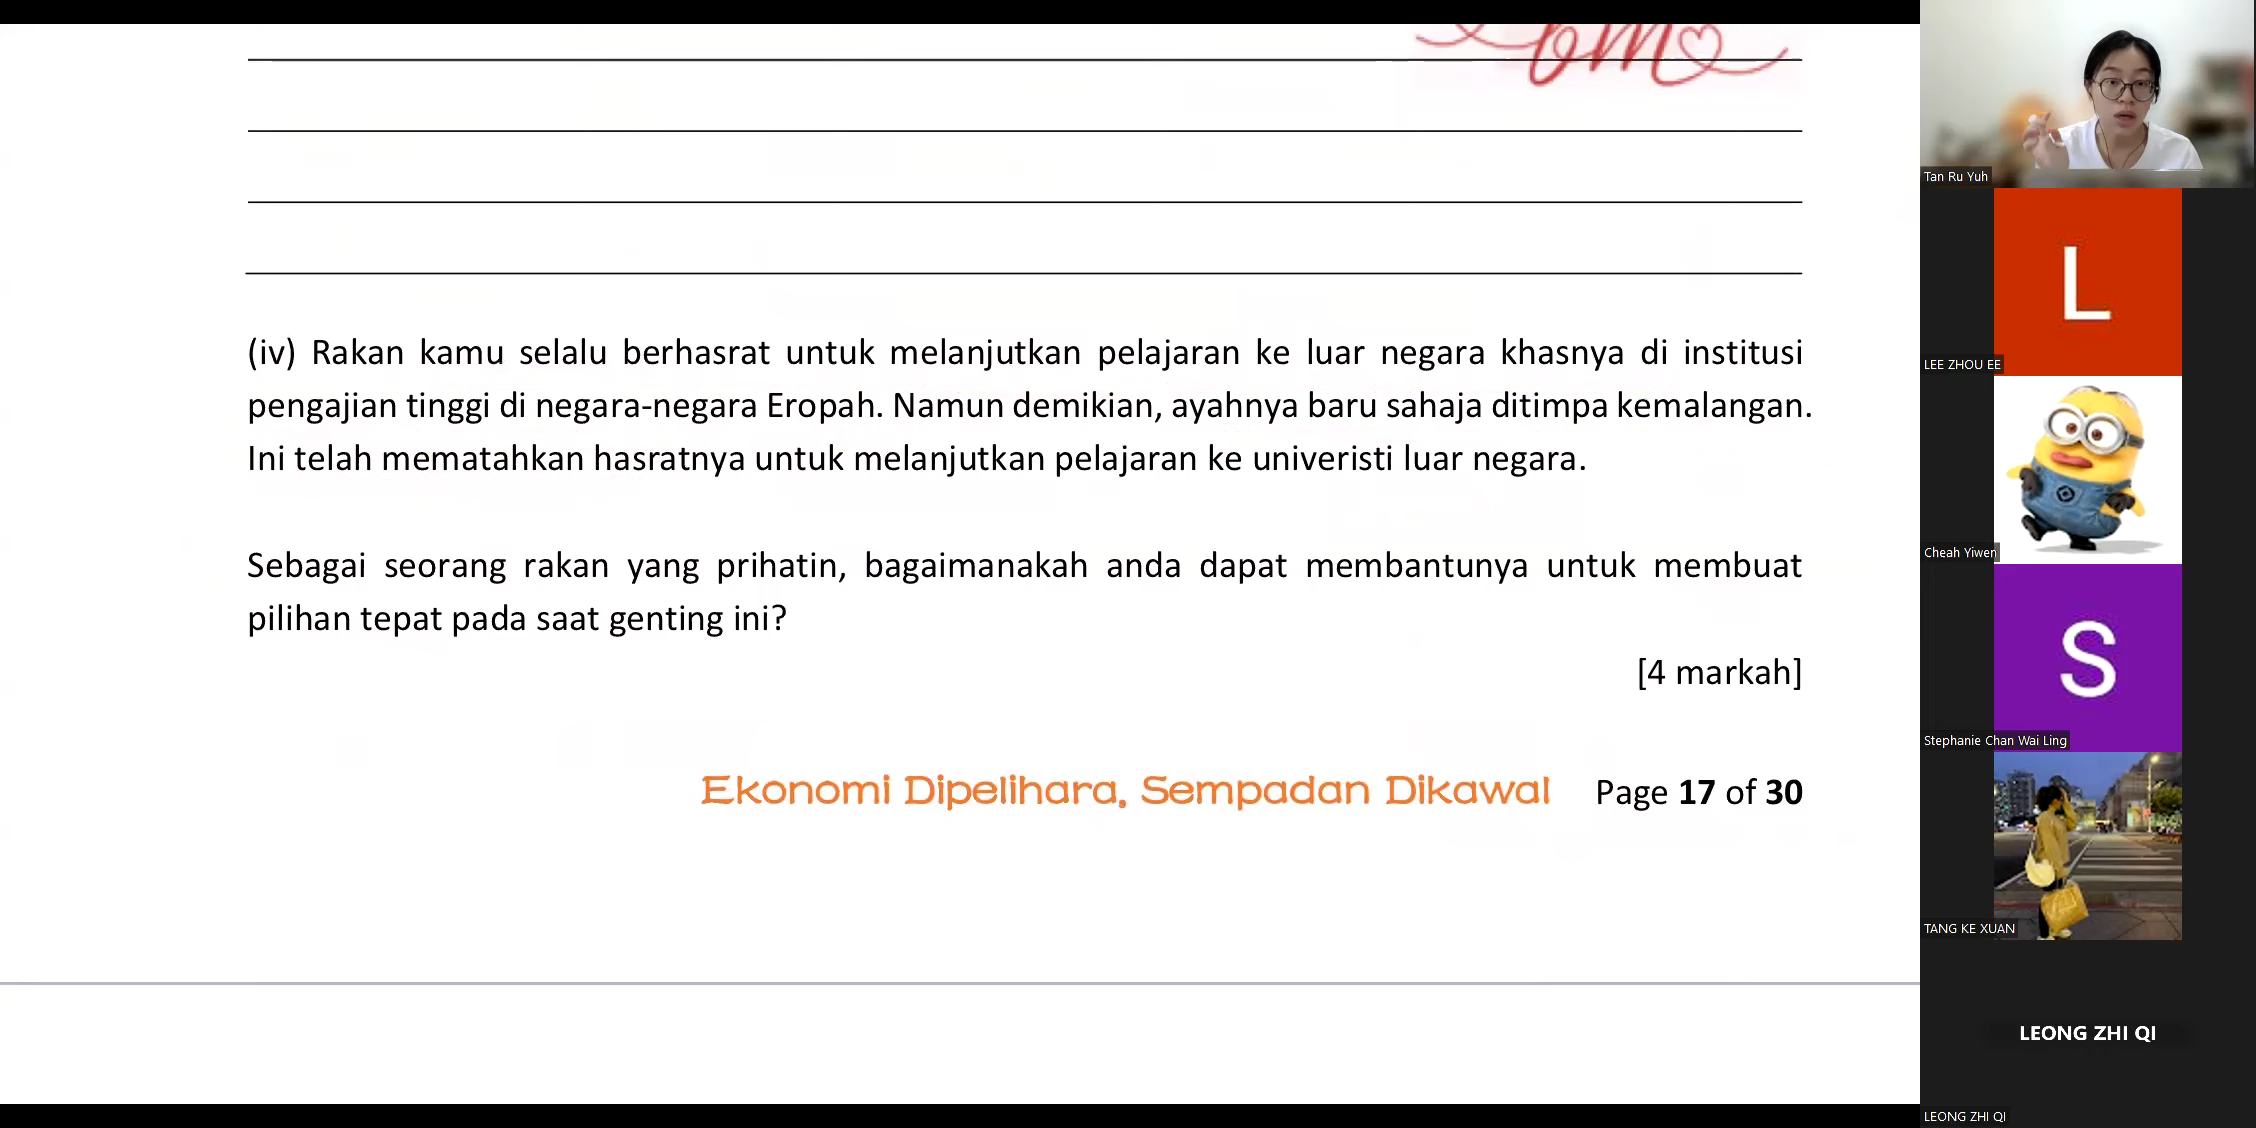 (iv) Rakan kamu selalu berhasrat untuk melanjutkan pelajaran ke luar negara khasnya di institusi
pengajian tinggi di negara-negara Eropah. Namun demikian, ayahnya baru sahaja ditimpa kemalangan.
Ini telah mematahkan hasratnya untuk melanjutkan pelajaran ke univeristi luar negara.
Sebagai seorang rakan yang prihatin, bagaimanakah anda dapat membantunya untuk membuat
pilihan tepat pada saat genting ini?
[4 markah]
Ekonomi Dipelihara, Sempadan Dikawal Page 17 of 30
Tan Ru Yuh
L
LEE ZHOU EE
Cheah Yiwen
S
Stephanie Chan Wai Ling
TANG KE XUAN
LEONG ZHI QI
LEONG ZHI QI